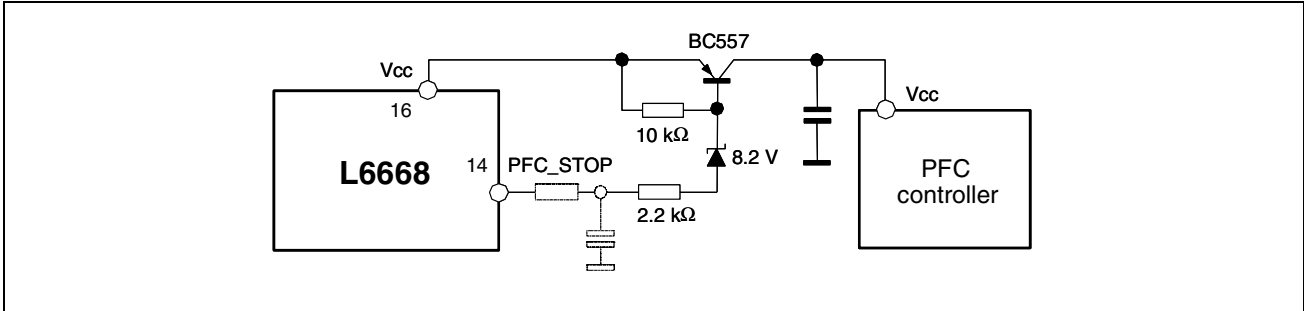 BC557
Vcc
16
Vcc
10 kΩ
8.2 V
L6668
14
PFC_STOP
2.2 kΩ
PFC
controller